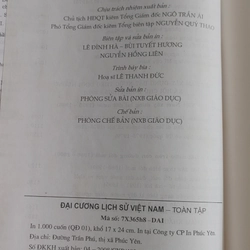 Chịu trách nhiệm xuất bản :
Chủ tịch HĐQT kiêm Tổng Giám đốc NGÔ TRẦN ÁI
Phó Tổng Giám đốc kiêm Tổng biên tập NGUYỄN QUÝ THAO
Biên tập và sửa bản in
LÊ ĐÌNH HÀ – BÙI TUYẾT HƯƠNG
NGUYỄN HỒNG LIÊN
Trình bày bìa :
Hoạ sĩ LÊ THANH ĐỨC
Sửa bản in :
PHÒNG SỬA BÀI (NXB GIÁO DỤC)
Chế bản :
PHÒNG CHẾ BẢN (NXB GIÁO DỤC)
ĐẠI CƯƠNG LỊCH SỬ VIỆT NAM – TOÀN TẬP
Mã số: 7X365h8 - DAI
In 1.000 cuốn (QĐ:01), khổ 17 x 24 cm. In tại Công ty CP In Phúc Yên.
Địa chỉ: Đường Trần Phú, thị xã Phúc Yên.
Số ĐKKH xuất bản: 04